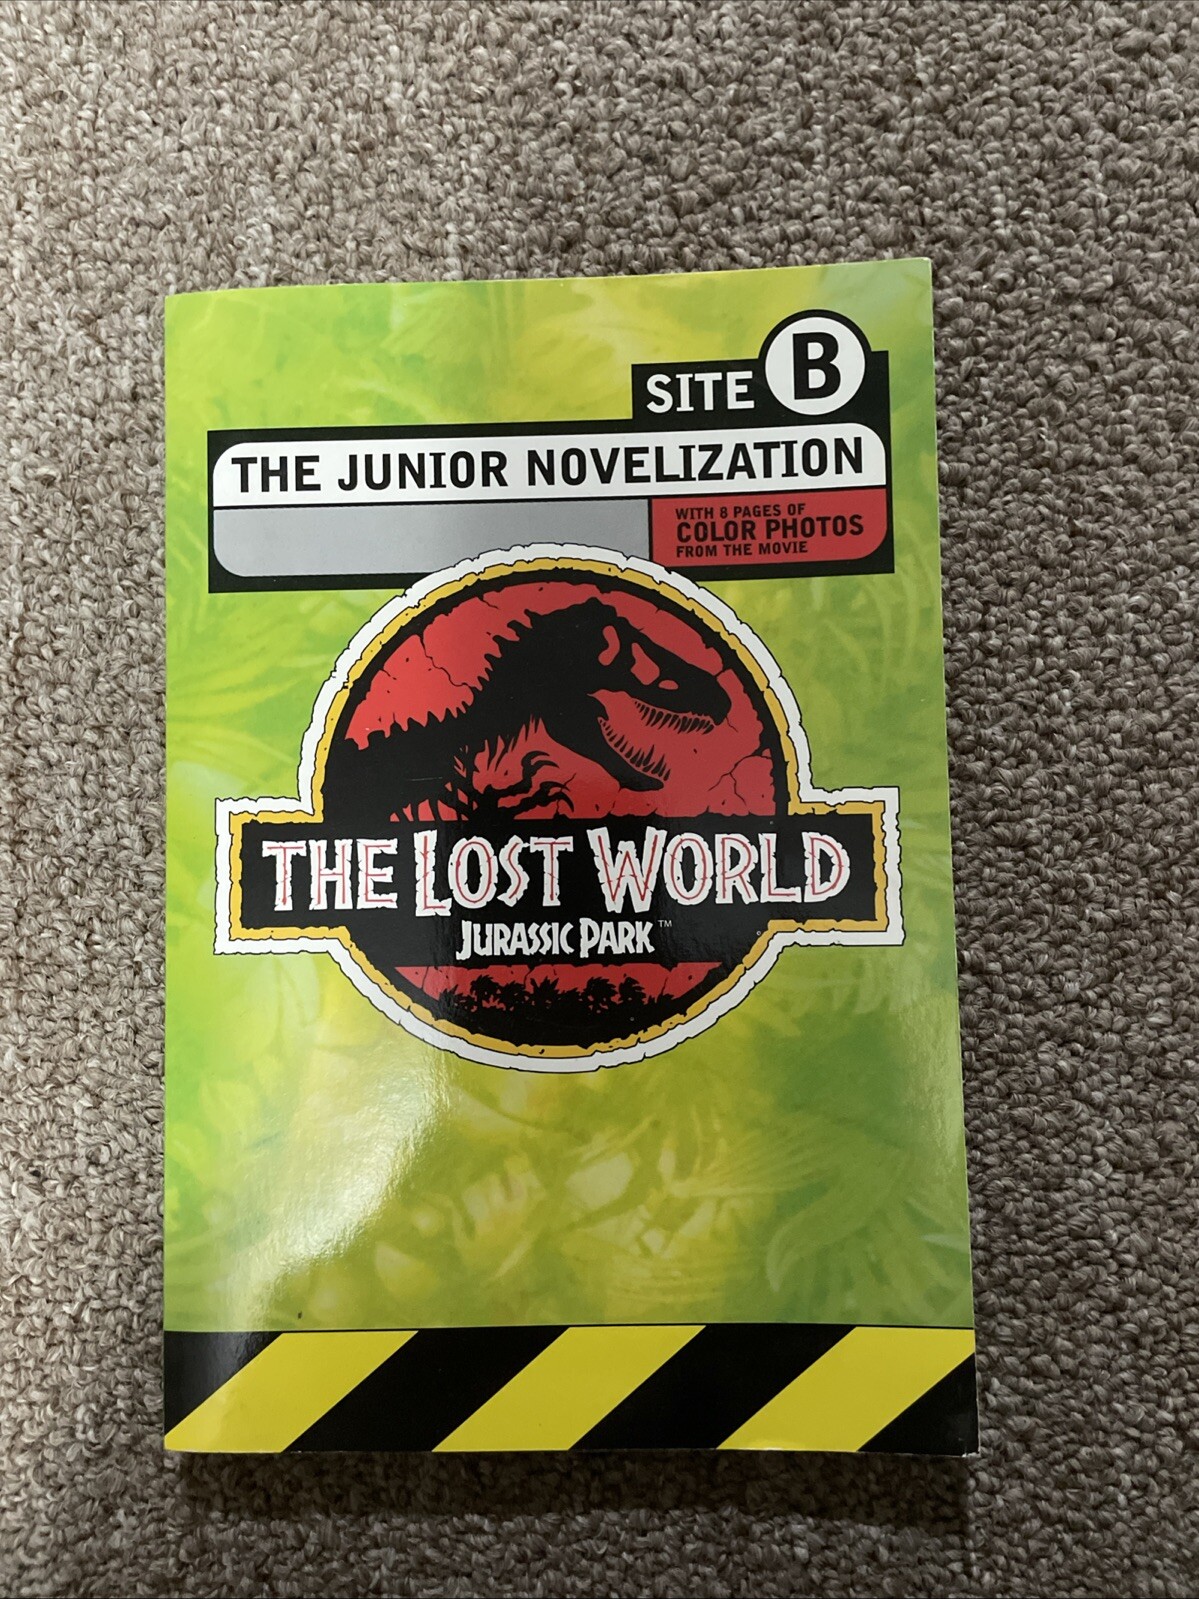 SITE B
THE JUNIOR NOVELIZATION
WITH 8 PAGES OF
COLOR PHOTOS
FROM THE MOVIE
THE LOST WORLD
JURASSIC PARK™